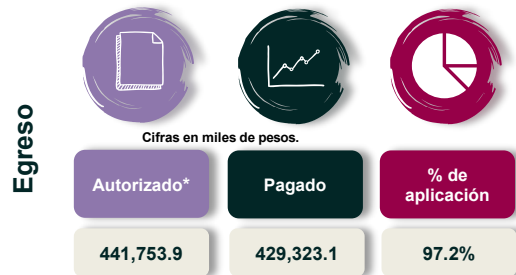 Egreso
Cifras en miles de pesos.
Autorizado*
Pagado
% de
aplicación
441,753.9
429,323.1
97.2%